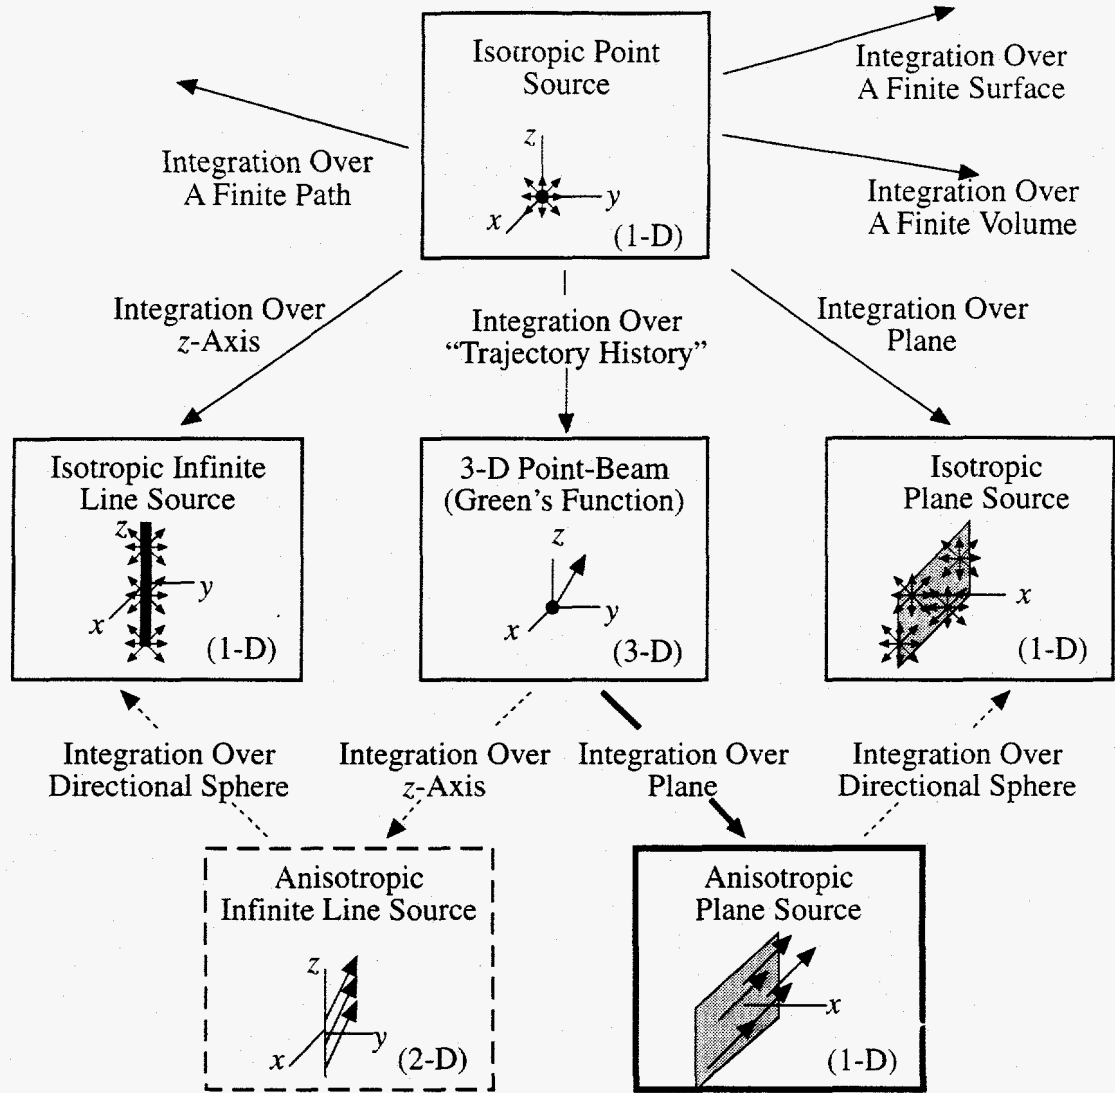 Isotropic Point
Source
z
y
x
(1-D)
Integration Over
A Finite Surface
Integration Over
A Finite Path
Integration Over
A Finite Volume
Integration Over
z-Axis
Integration Over
“Trajectory History”
Integration Over
Plane
Isotropic Infinite
Line Source
z
y
x
(1-D)
3-D Point-Beam
(Green's Function)
z
y
x
(3-D)
Isotropic
Plane Source
x
(1-D)
Integration Over
Directional Sphere
Integration Over
z-Axis
Integration Over
Plane
Integration Over
Directional Sphere
Anisotropic
Infinite Line Source
z
y
x
(2-D)
Anisotropic
Plane Source
x
(1-D)